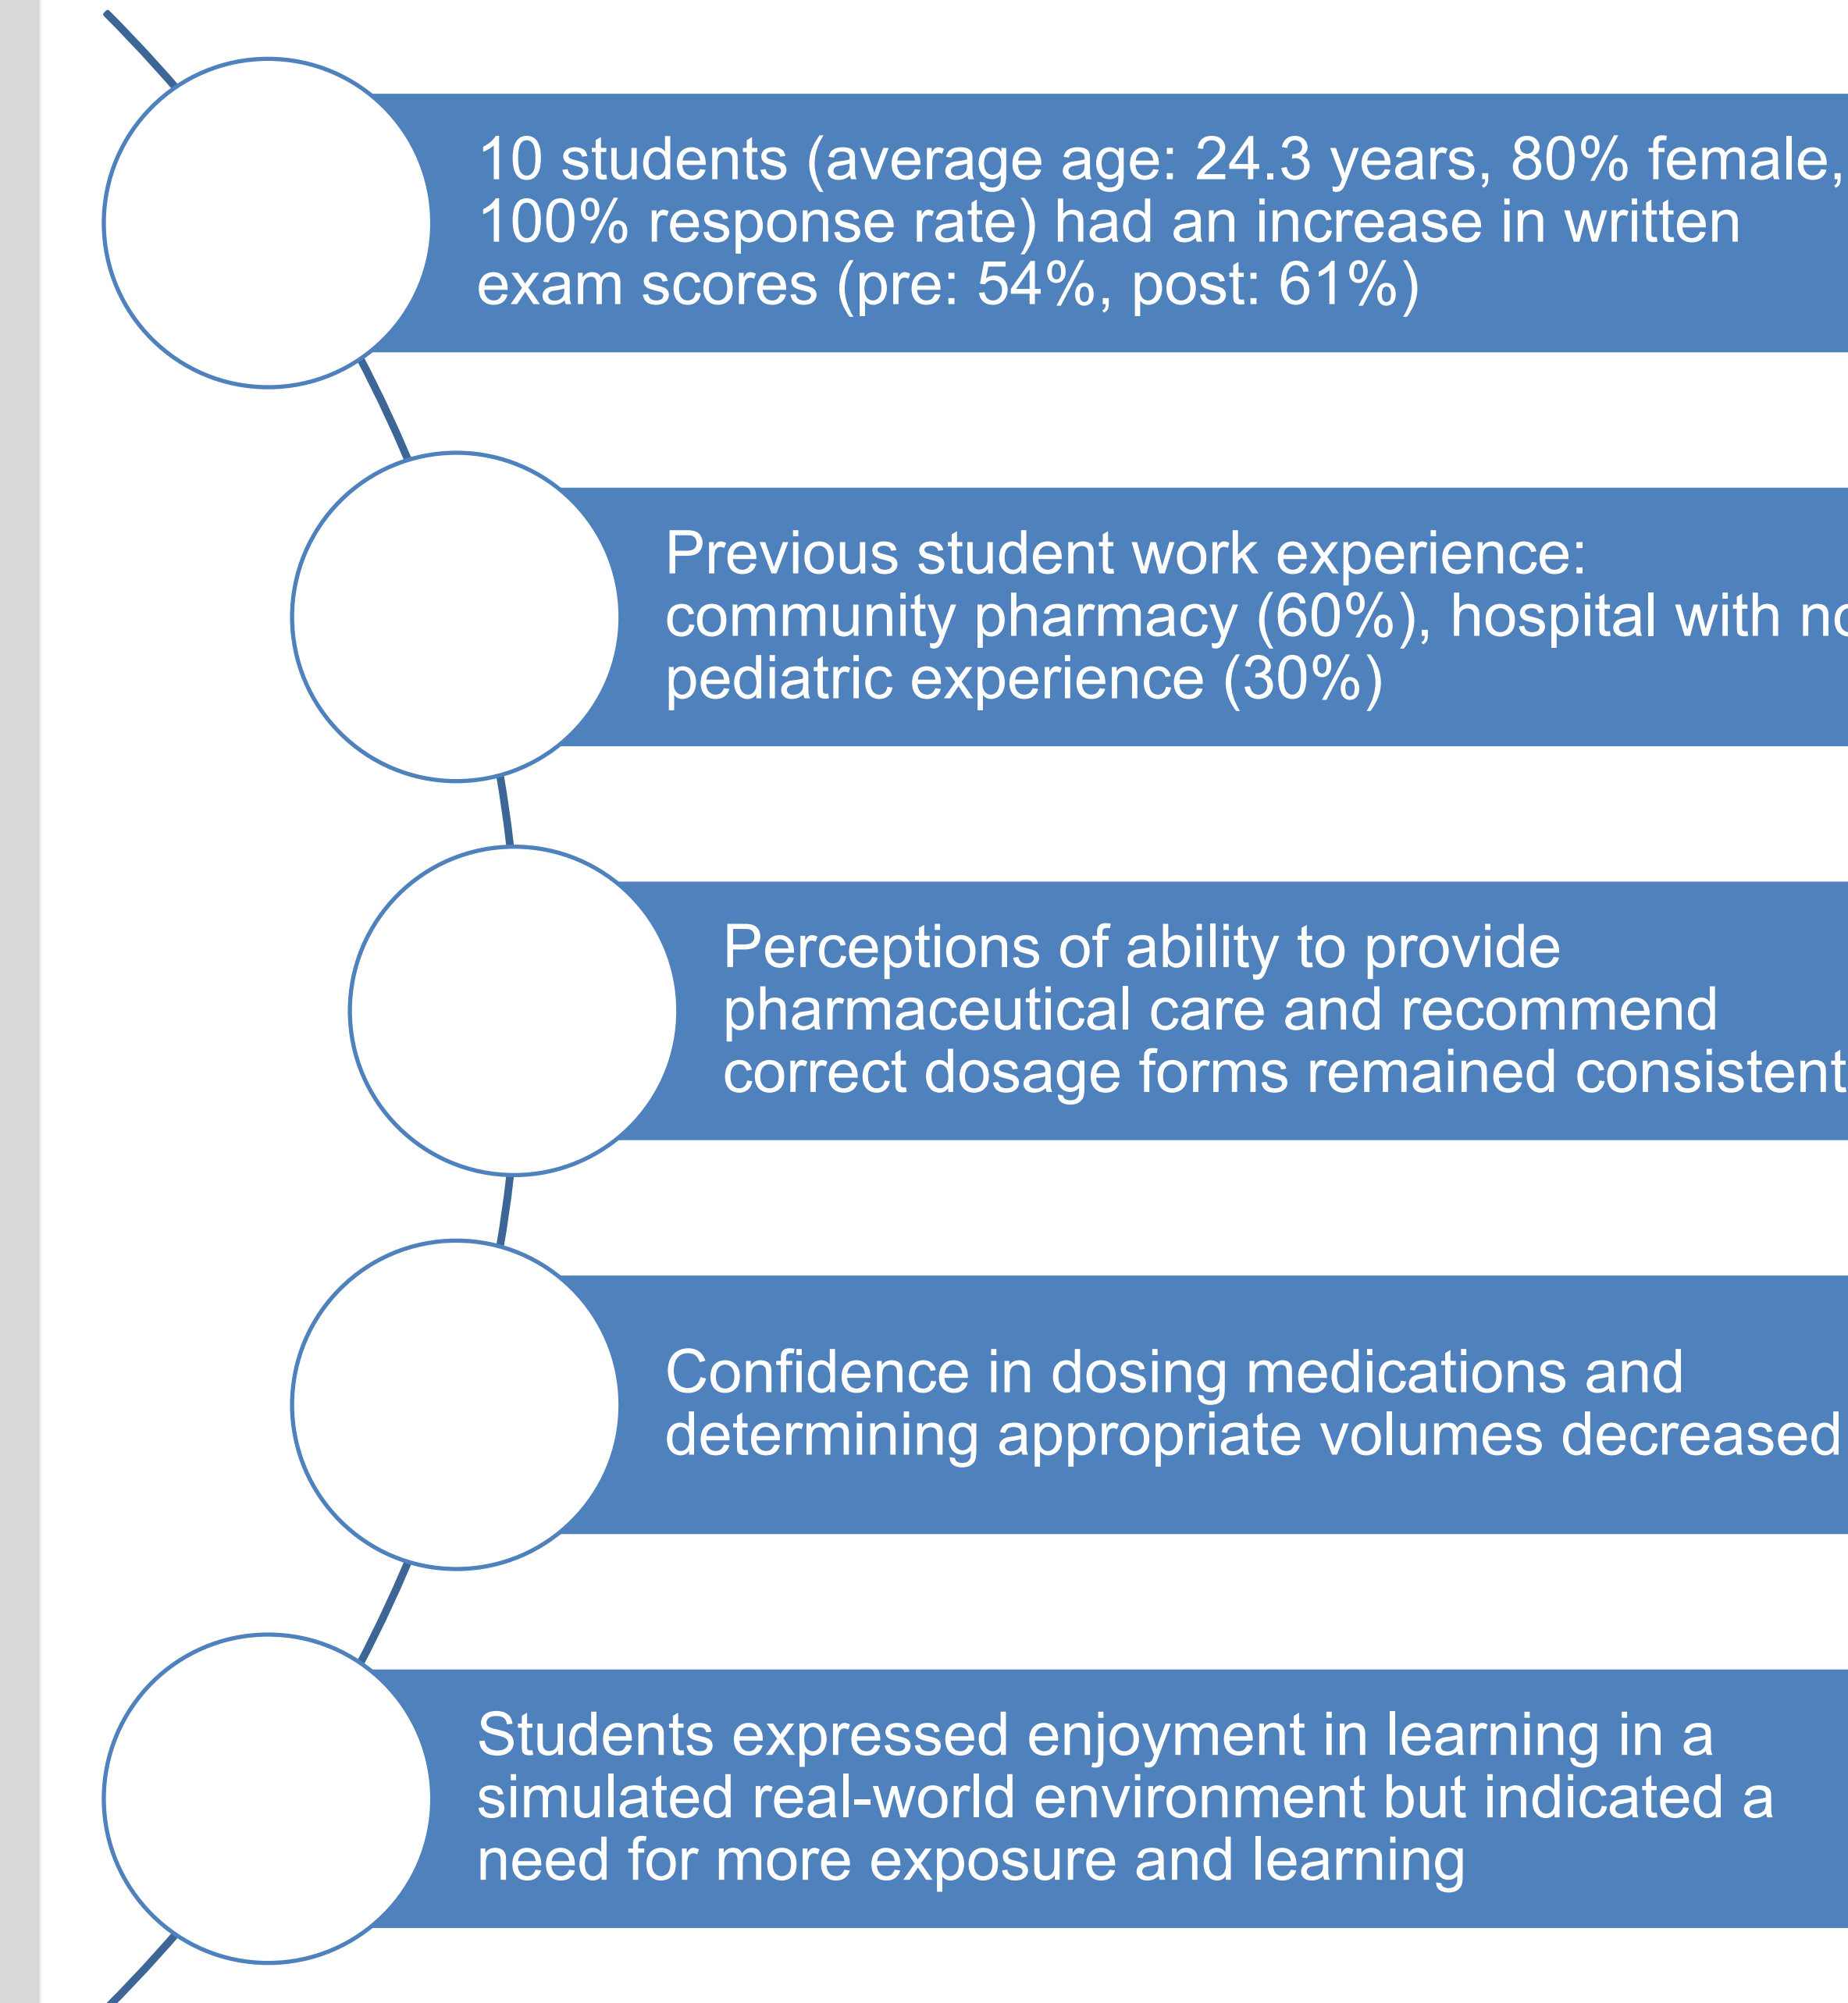 10 students (average age: 24.3 years, 80% female,
100% response rate) had an increase in written
exam scores (pre: 54%, post: 61%)
Previous student work experience:
community pharmacy (60%), hospital with no
pediatric experience (30%)
Perceptions of ability to provide
pharmaceutical care and recommend
correct dosage forms remained consistent
Confidence in dosing medications and
determining appropriate volumes decreased
Students expressed enjoyment in learning in a
simulated real-world environment but indicated a
need for more exposure and learning